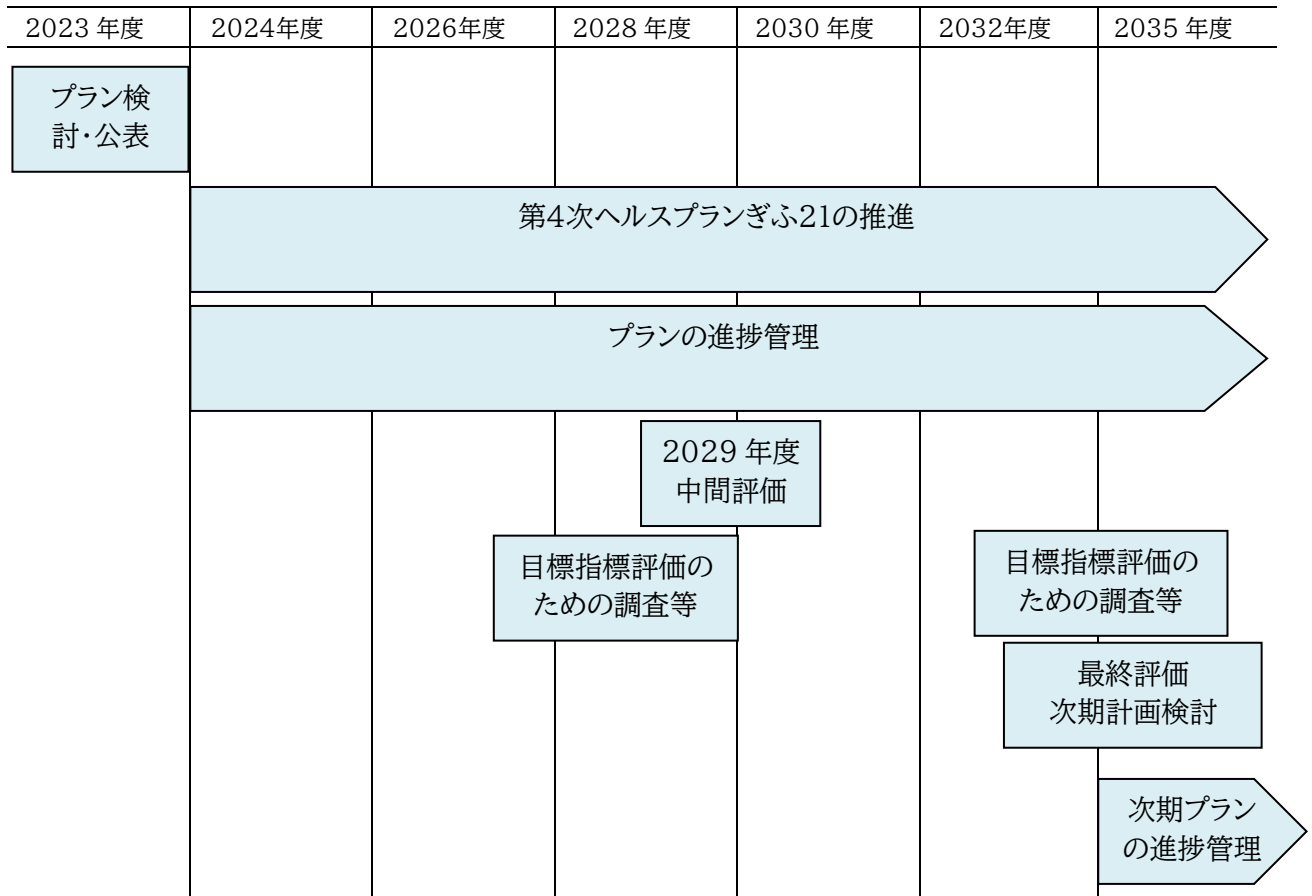 2023 年度 2024年度 2026年度 2028 年度 2030 年度 2032年度 2035 年度
プラン検
討・公表
第4次ヘルスプランぎふ21の推進
プランの進捗管理
2029 年度
中間評価
目標指標評価の
ための調査等
目標指標評価の
ための調査等
最終評価
次期計画検討
次期プラン
の進捗管理